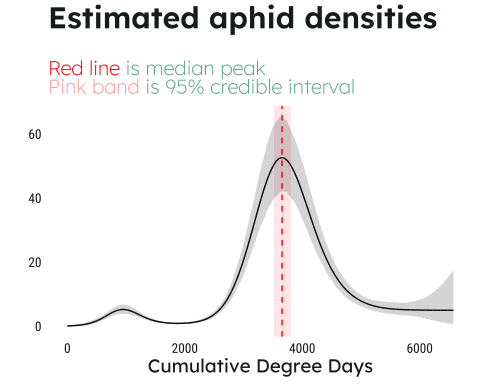 Estimated aphid densities
Red line is median peak
Pink band is 95% credible interval
60
40
20
0
0 2000 4000 6000
Cumulative Degree Days